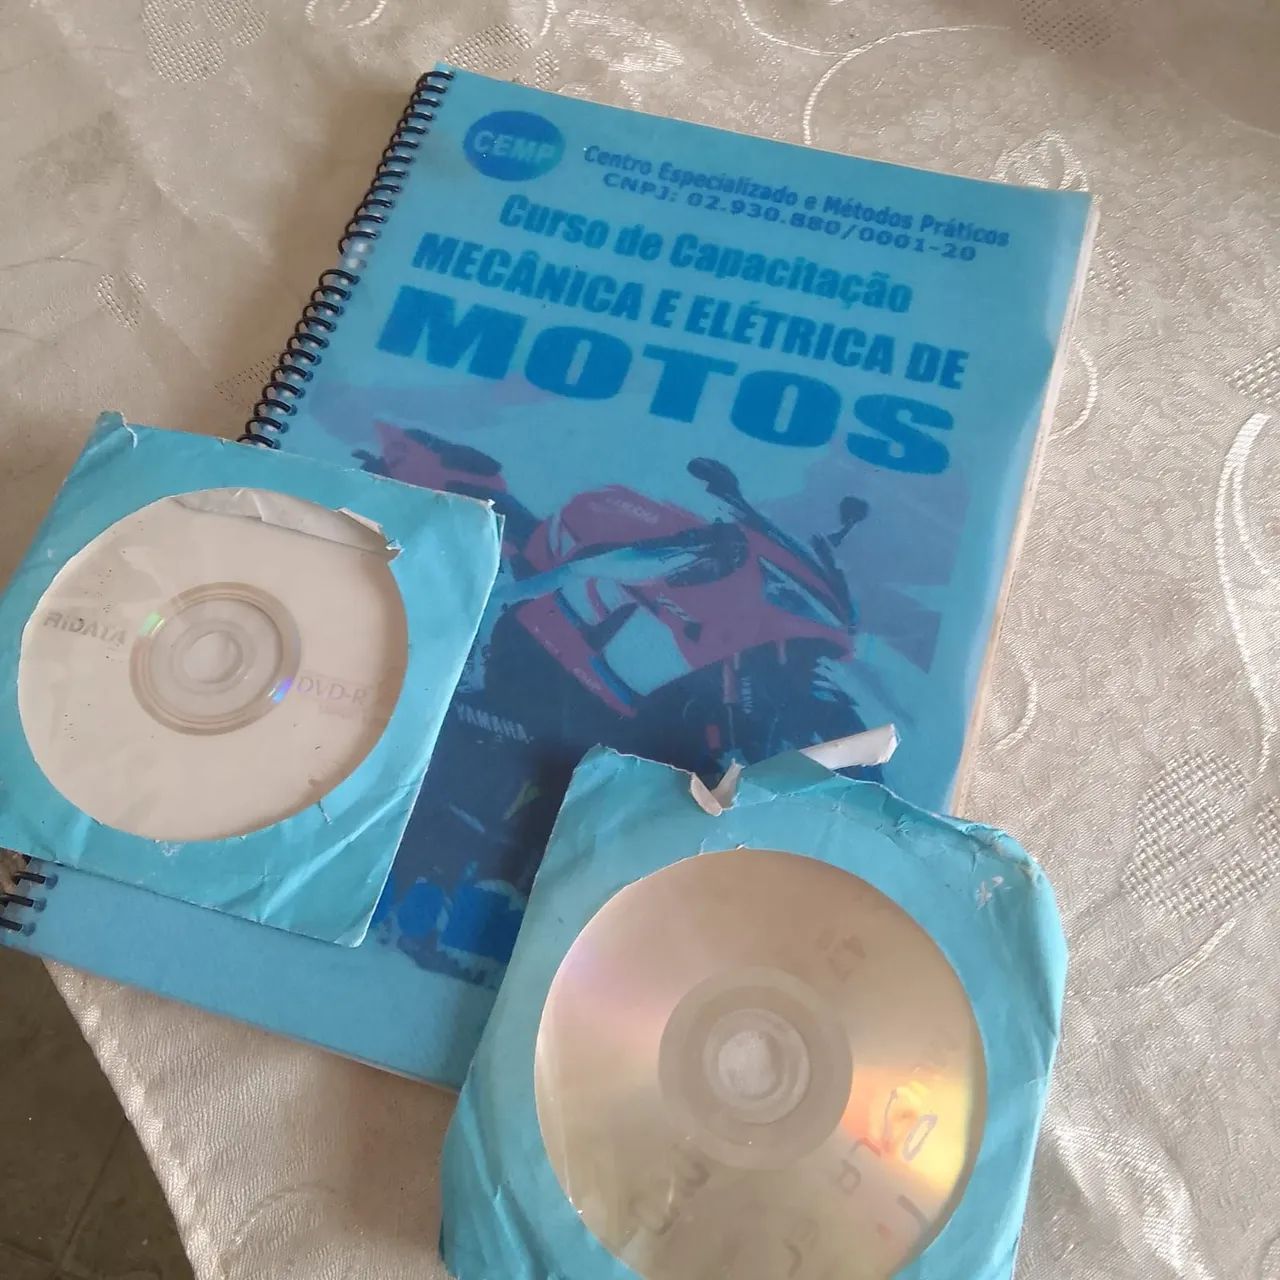 CEMP
Centro Especializado e Métodos Práticos
CNPJ: 02.930.880/0001-20
Curso de Capacitação
MECÂNICA E ELÉTRICA DE
MOTOS
YAMAHA
YAMAHA
RIDATA
DVD-R